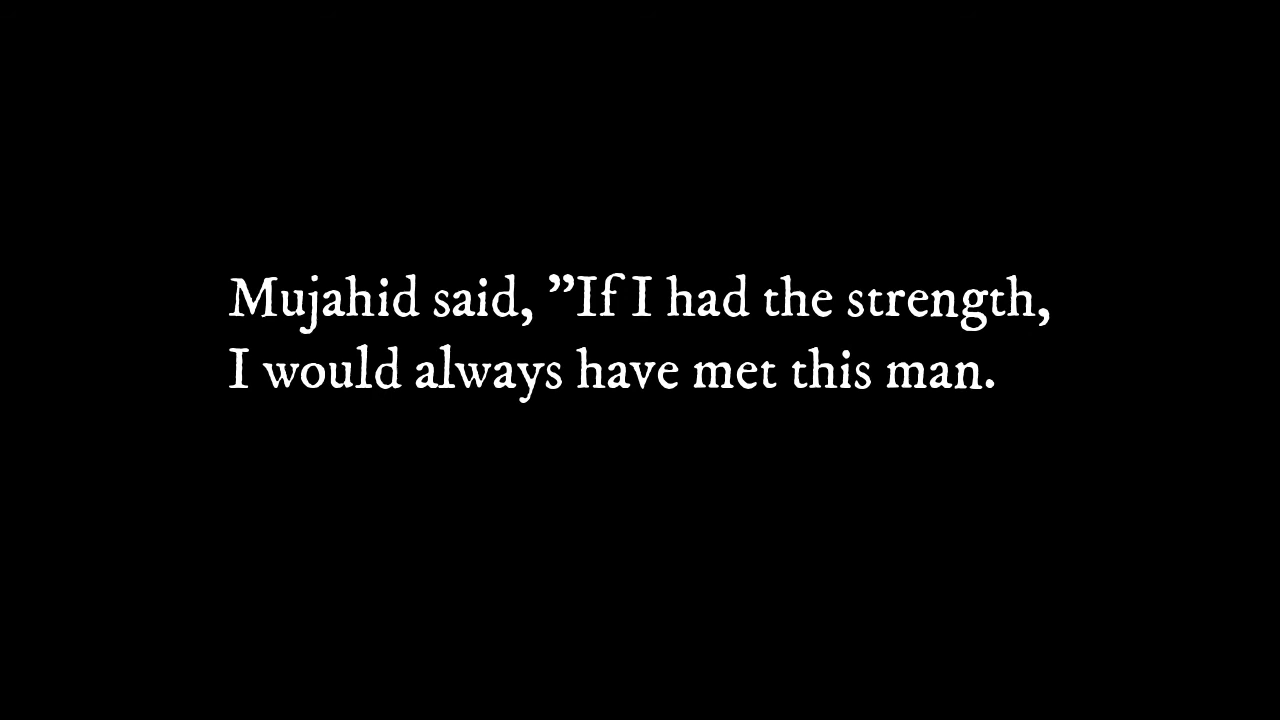 Mujahid said, ”If I had the strength,
I would always have met this man.